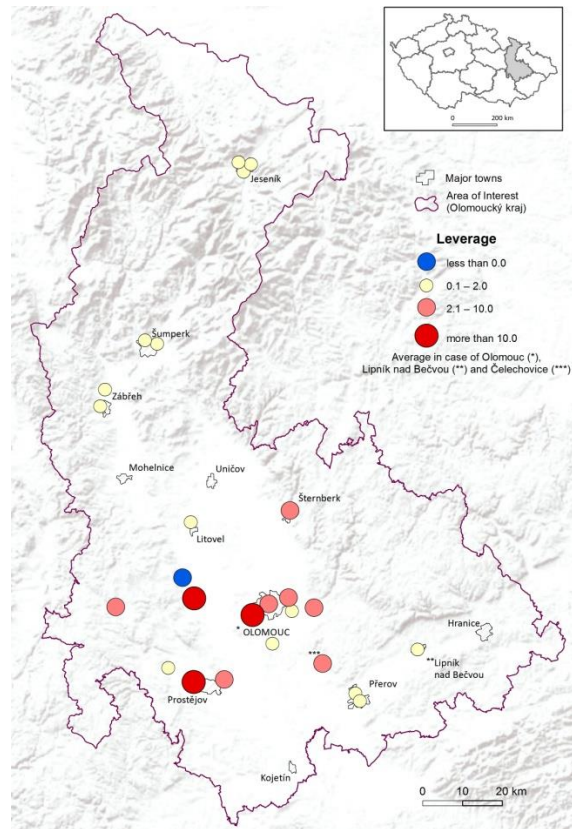 0 200 km
Major towns
Area of Interest
(Olomoucký kraj)
Leverage
less than 0.0
0.1 – 2.0
2.1 – 10.0
more than 10.0
Average in case of Olomouc (*),
Lipník nad Bečvou (**) and Čelechovice (***)
Jeseník
Šumperk
Zábřeh
Mohelnice
Uničov
Šternberk
Litovel
* OLOMOUC
Hranice
***
**Lipník
nad Bečvou
Přerov
Prostějov
Kojetín
0 10 20 km